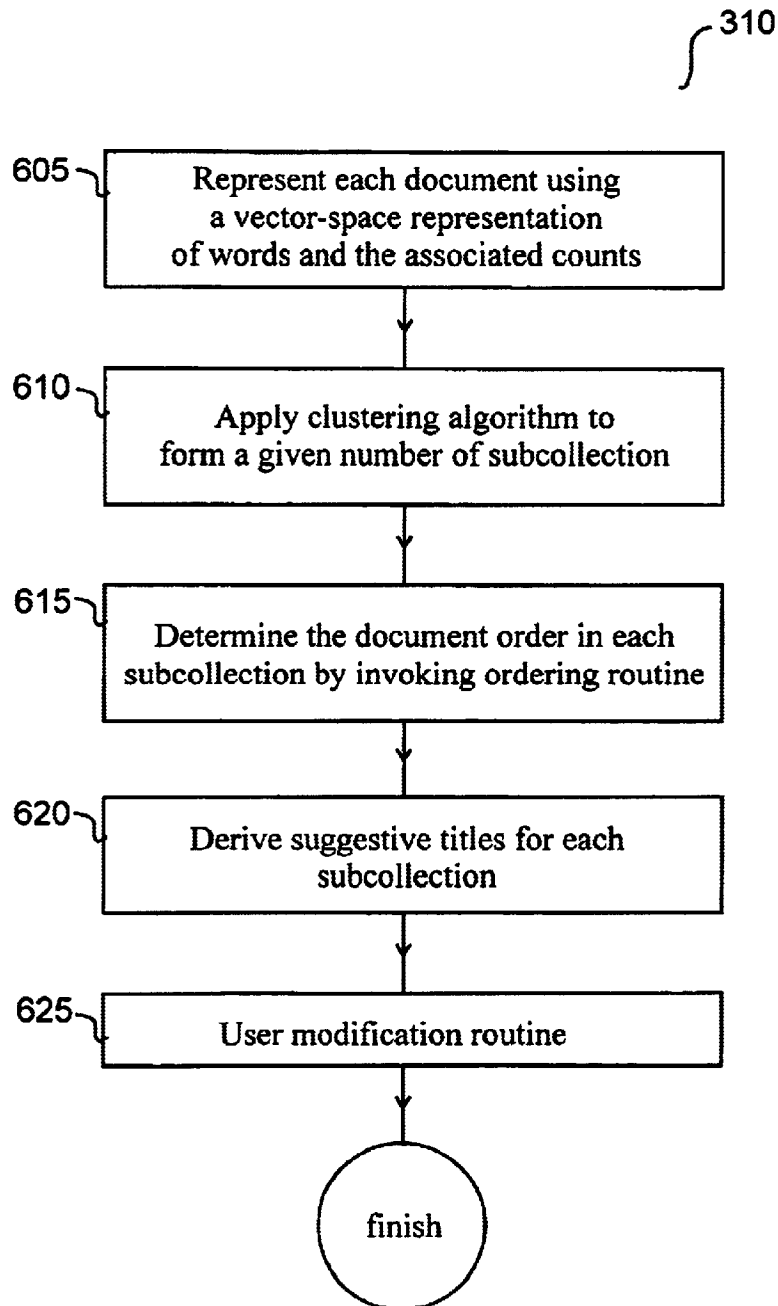 310
605
Represent each document using
a vector-space representation
of words and the associated counts
610
Apply clustering algorithm to
form a given number of subcollection
615
Determine the document order in each
subcollection by invoking ordering routine
620
Derive suggestive titles for each
subcollection
625
User modification routine
finish